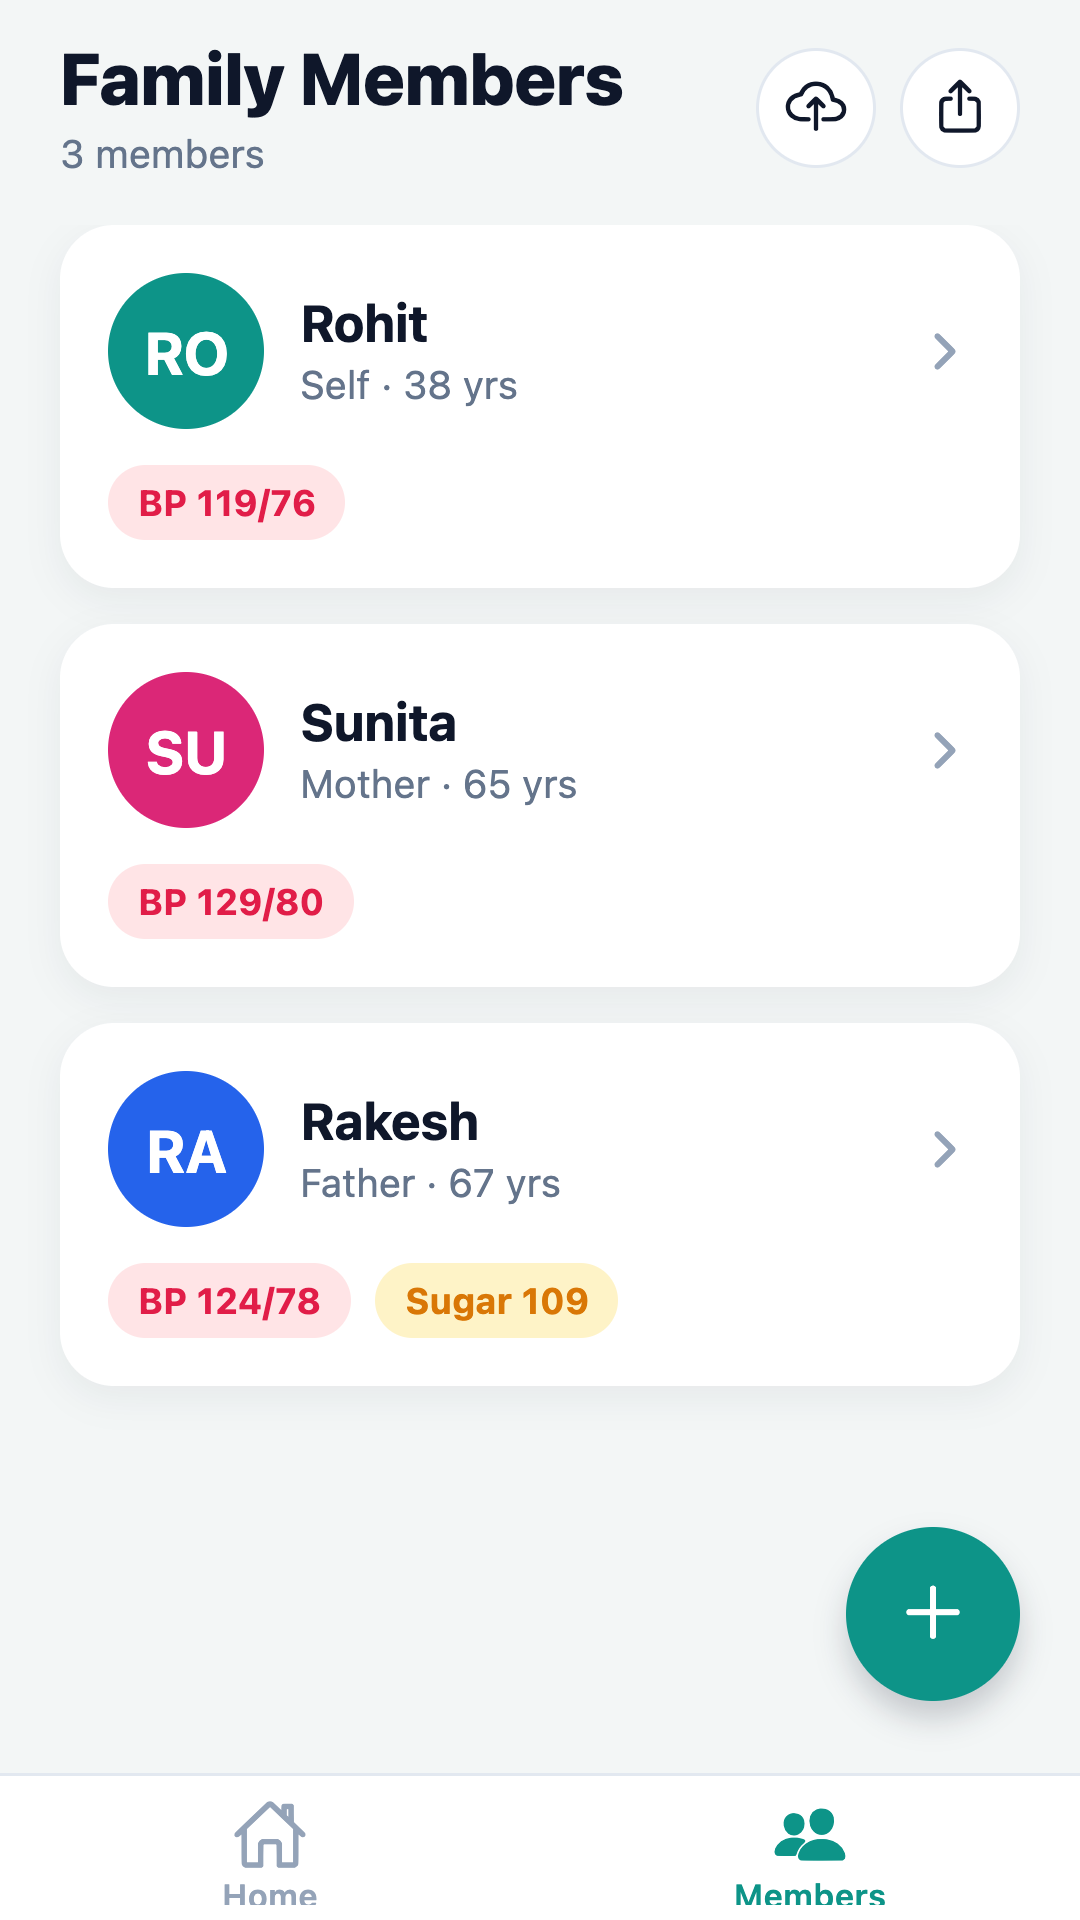 Family Members
3 members
RO
Rohit
Self · 38 yrs
BP 119/76
SU
Sunita
Mother · 65 yrs
BP 129/80
RA
Rakesh
Father · 67 yrs
BP 124/78 Sugar 109
Home Members